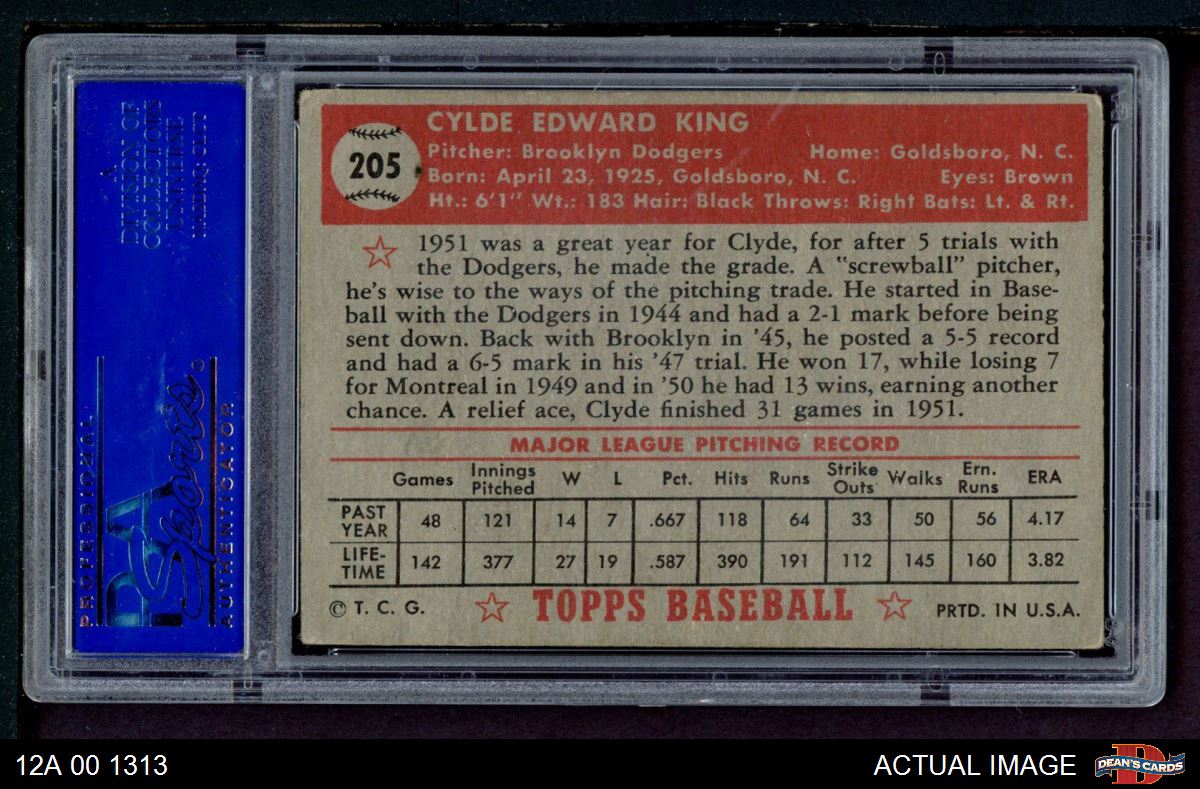 A
DIVISION OF
COLLECTORS
UNIVERSE
NASDAQ: CLCT
PROFESSIONAL
PSA
Sports
AUTHENTICATOR
205
CYLDE EDWARD KING
Pitcher: Brooklyn Dodgers Home: Goldsboro, N. C.
Born: April 23, 1925, Goldsboro, N. C. Eyes: Brown
Ht.: 6'1" Wt.: 183 Hair: Black Throws: Right Bats: Lt. & Rt.
1951 was a great year for Clyde, for after 5 trials with
the Dodgers, he made the grade. A "screwball" pitcher,
he's wise to the ways of the pitching trade. He started in Base-
ball with the Dodgers in 1944 and had a 2-1 mark before being
sent down. Back with Brooklyn in '45, he posted a 5-5 record
and had a 6-5 mark in his '47 trial. He won 17, while losing 7
for Montreal in 1949 and in '50 he had 13 wins, earning another
chance. A relief ace, Clyde finished 31 games in 1951.
MAJOR LEAGUE PITCHING RECORD
Games Innings Pitched W L Pct. Hits Runs Strike Outs Walks Ern. Runs ERA
PAST YEAR 48 121 14 7 .667 118 64 33 50 56 4.17
LIFE-TIME 142 377 27 19 .587 390 191 112 145 160 3.82
© T. C. G. TOPPS BASEBALL PRTD. IN U.S.A.
12A 00 1313
ACTUAL IMAGE
D
DEAN'S CARDS